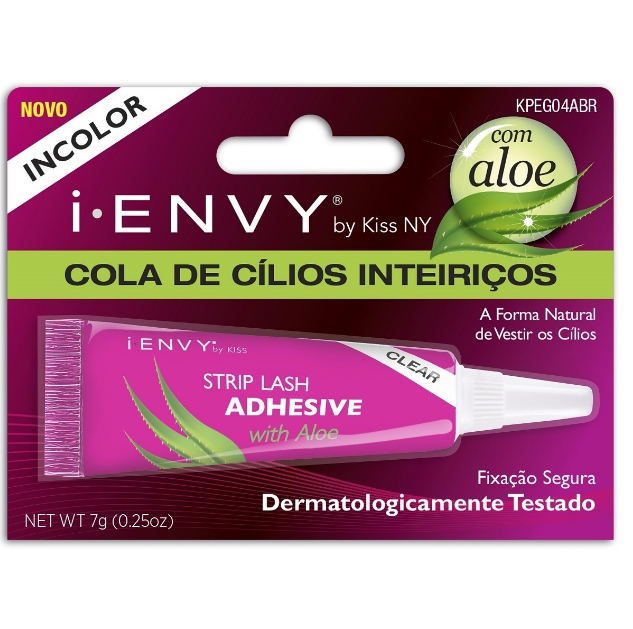 NOVO
INCOLOR
KPEG04ABR
com
aloe
i·ENVY® by Kiss NY
COLA DE CÍLIOS INTEIRIÇOS
A Forma Natural
de Vestir os Cílios
i·ENVY® by KISS
CLEAR
STRIP LASH
ADHESIVE
with Aloe
Fixação Segura
Dermatologicamente Testado
NET WT 7g (0.25oz)